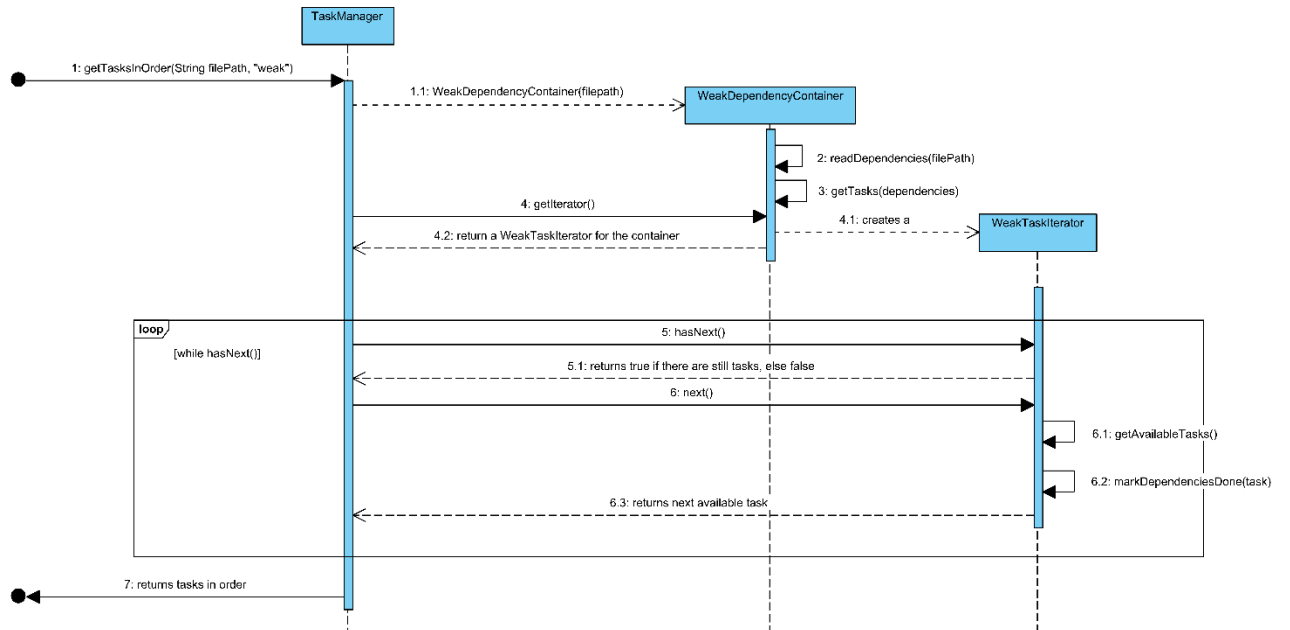 TaskManager
1: getTasksInOrder(String filePath, "weak")
1.1: WeakDependencyContainer(filepath)
WeakDependencyContainer
2: readDependencies(filePath)
3: getTasks(dependencies)
4: getIterator()
4.1: creates a
WeakTaskIterator
4.2: return a WeakTaskIterator for the container
loop
[while hasNext()]
5: hasNext()
5.1: returns true if there are still tasks, else false
6: next()
6.1: getAvailableTasks()
6.2: markDependenciesDone(task)
6.3: returns next available task
7: returns tasks in order